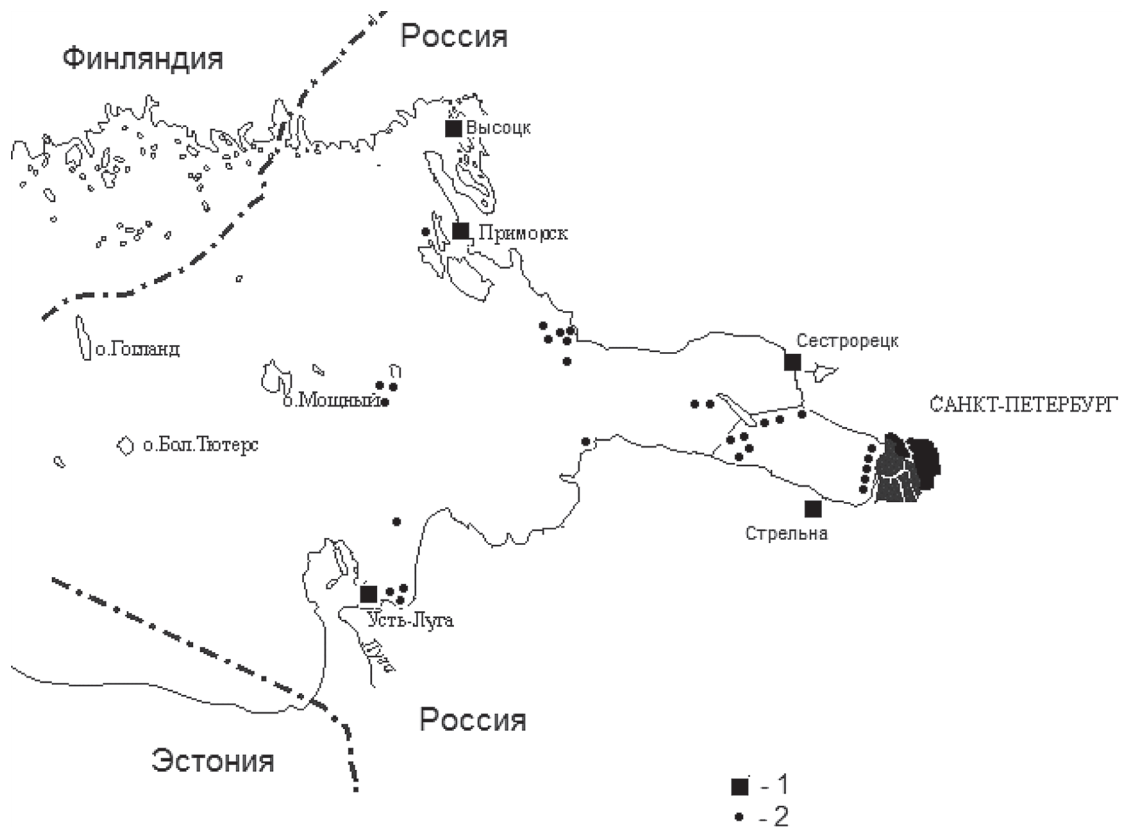 Россия
Финляндия
Высоцк
Приморск
о.Гогланд
Сестрорецк
о.Мощный
САНКТ-ПЕТЕРБУРГ
о.Бол.Тютерс
Стрельна
Усть-Луга
Луга
Россия
Эстония
- 1
- 2